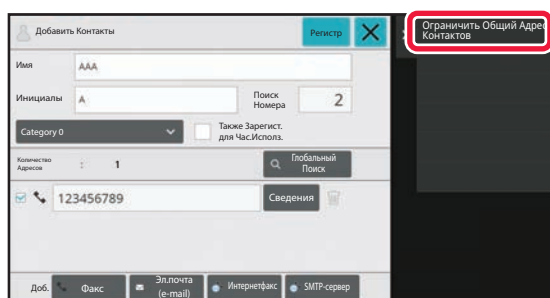 Добавить Контакты
Регистр
Ограничить Общий Адрес
Контактов
Имя
AAA
Инициалы
A
Поиск
Номера
2
Category 0
Также Зарегист.
для Час.Исполз.
Количество
Адресов
:
1
Глобальный
Поиск
123456789
Сведения
Доб.
Факс
Эл.почта
(e-mail)
Интернетфакс
SMTP-сервер